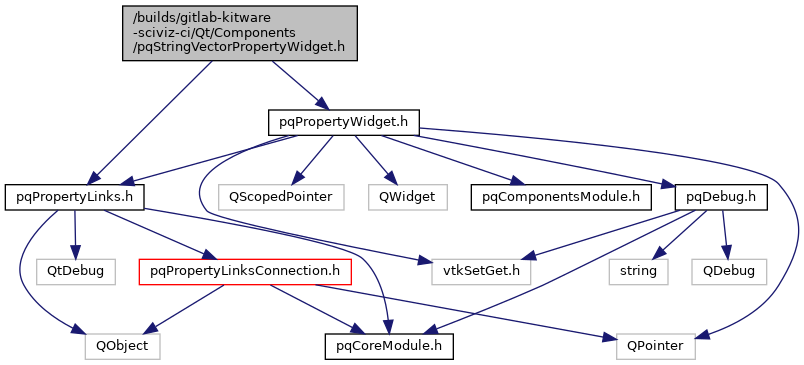 /builds/gitlab-kitware
-sciviz-ci/Qt/Components
/pqStringVectorPropertyWidget.h
pqPropertyWidget.h
pqPropertyLinks.h
QScopedPointer
QWidget
pqComponentsModule.h
pqDebug.h
QtDebug
pqPropertyLinksConnection.h
vtkSetGet.h
string
QDebug
QObject
pqCoreModule.h
QPointer